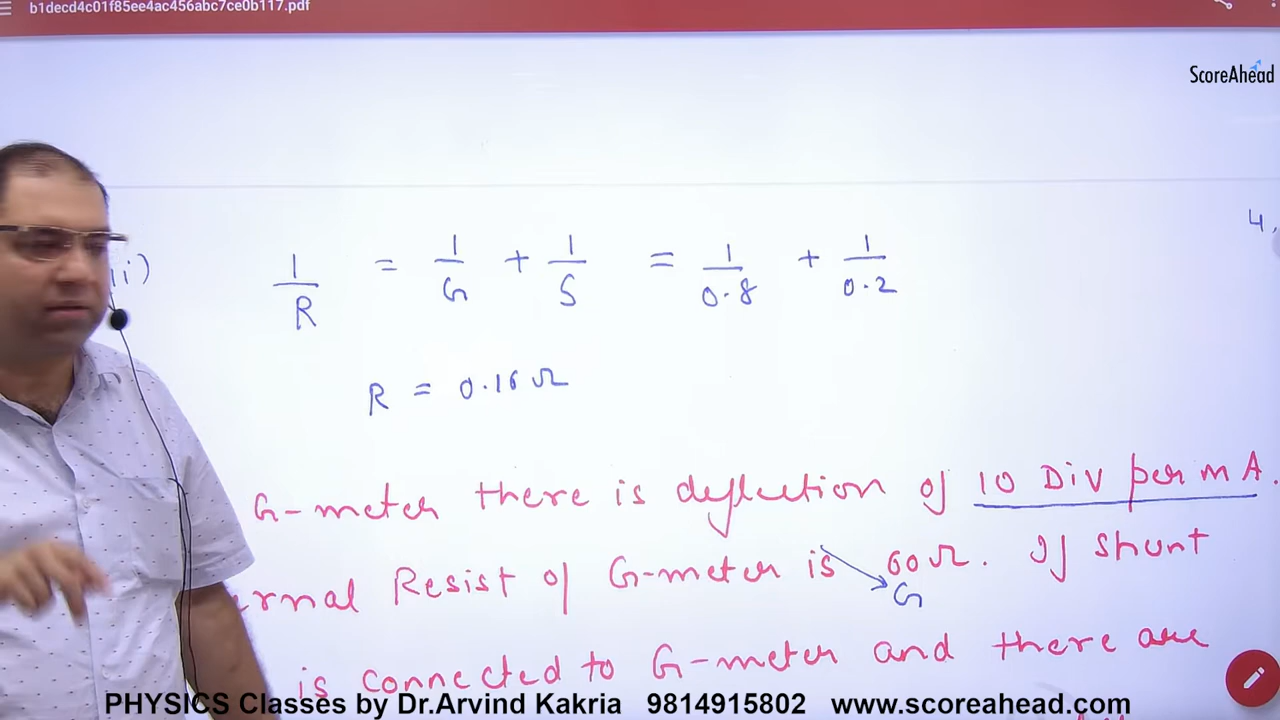 b1decd4c01f85ee4ac456abc7ce0b117.pdf
ScoreAhead
4,
ii) 1/R = 1/G + 1/S = 1/0.8 + 1/0.2
R = 0.16 Ω
G-meter there is deflection of 10 Div per mA.
Resist of G-meter is 60Ω. If shunt
G
is connected to G-meter and there are
PHYSICS Classes by Dr.Arvind Kakria 9814915802 www.scoreahead.com